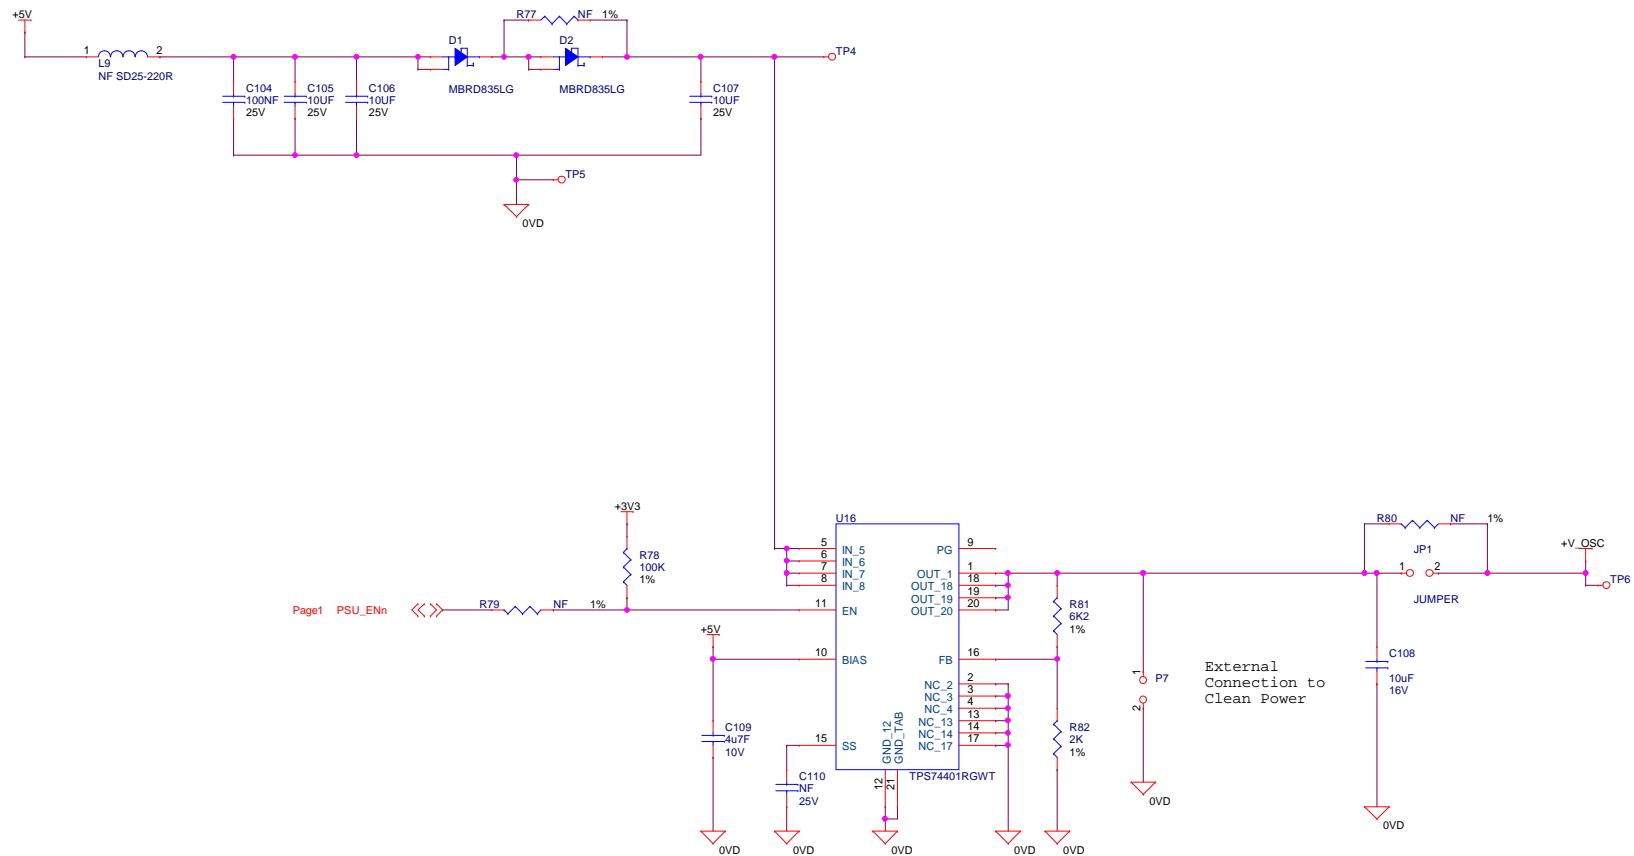 +5V
R77 NF 1%
1 2
L9
NF SD25-220R
D1
MBRD835LG
D2
MBRD835LG
TP4
C104
100NF
25V
C105
10UF
25V
C106
10UF
25V
C107
10UF
25V
TP5
0VD
+3V3
R78
100K
1%
Page1 PSU_ENn
R79 NF 1%
+5V
C109
4u7F
10V
0VD
C110
NF
25V
0VD
U16
5 IN_5
6 IN_6
7 IN_7
8 IN_8
11 EN
10 BIAS
15 SS
PG 9
OUT_1 1
OUT_18 18
OUT_19 19
OUT_20 20
FB 16
NC_2 2
NC_3 3
NC_4 4
NC_13 13
NC_14 14
NC_17 17
GND_12 12
GND_TAB 21
TPS74401RGWT
0VD
0VD
R81
6K2
1%
R82
2K
1%
0VD
1
P7
2
0VD
External
Connection to
Clean Power
R80 NF 1%
JP1
1 2
JUMPER
C108
10uF
16V
0VD
+V_OSC
TP6